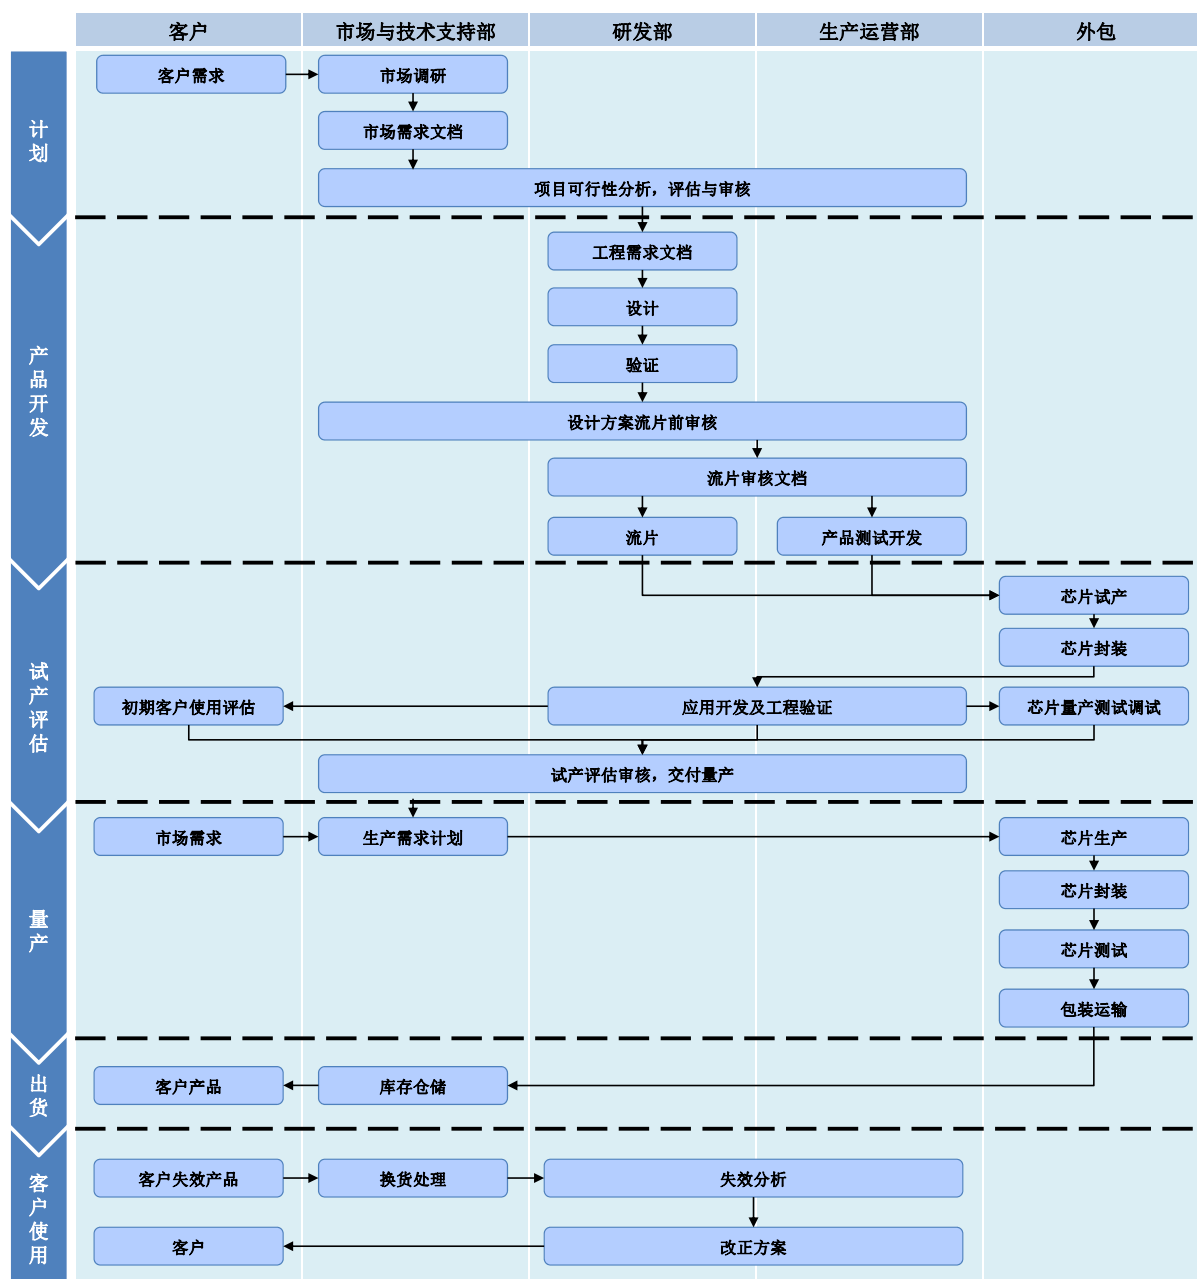 客户 市场与技术支持部 研发部 生产运营部 外包
计划
客户需求 市场调研
市场需求文档
项目可行性分析，评估与审核
产品开发
工程需求文档
设计
验证
设计方案流片前审核
流片审核文档
流片 产品测试开发
试产评估
芯片试产
芯片封装
初期客户使用评估 应用开发及工程验证 芯片量产测试调试
试产评估审核，交付量产
量产
市场需求 生产需求计划 芯片生产
芯片封装
芯片测试
包装运输
出货
客户产品 库存仓储
客户使用
客户失效产品 换货处理 失效分析
客户 改正方案